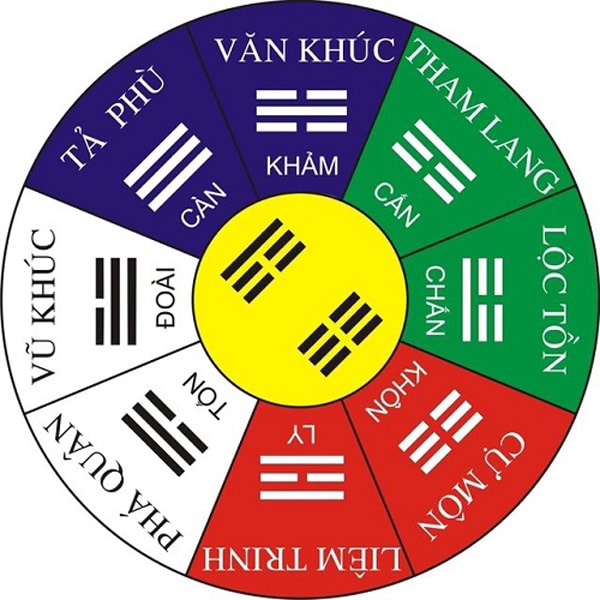 VĂN KHÚC
KHẢM
THAM LANG
CẤN
LỘC TỒN
CHẤN
CỰ MÔN
KHÔN
LIÊM TRINH
LY
PHÁ QUÂN
TỐN
VŨ KHÚC
ĐOÀI
TẢ PHÙ
CÀN